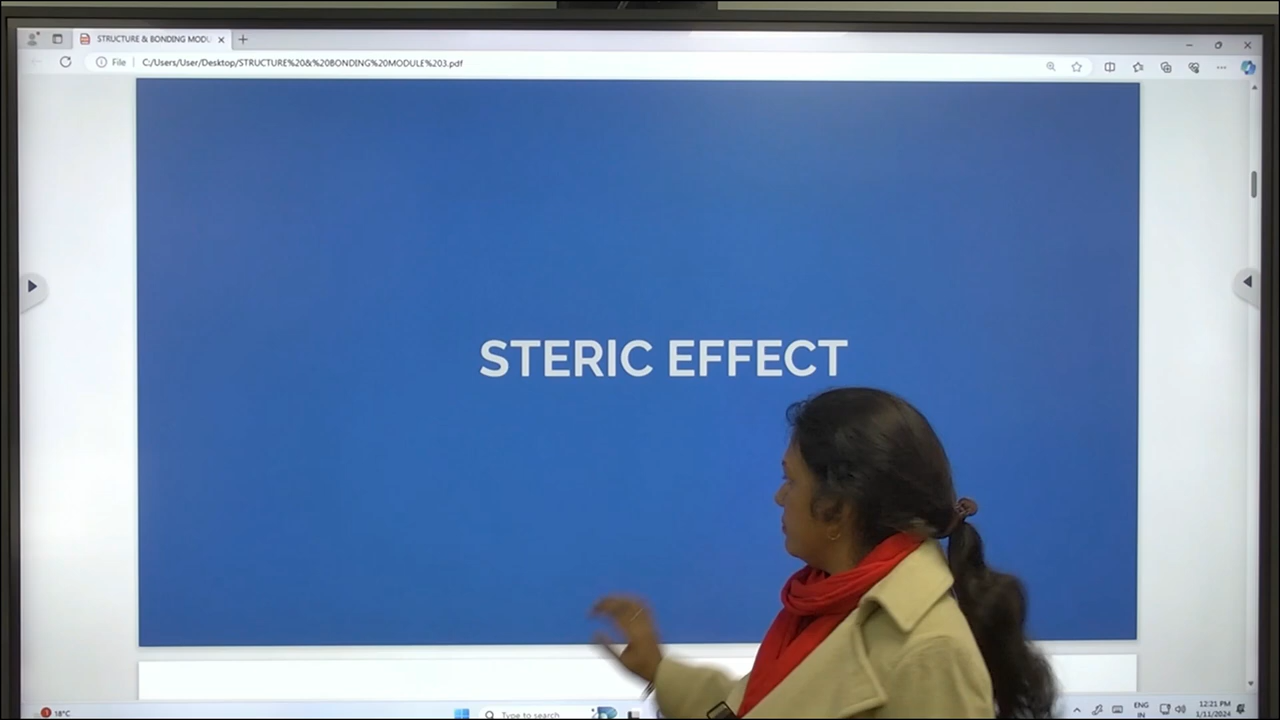 STRUCTURE & BONDING MODU
File
C:/Users/User/Desktop/STRUCTURE%20&%20BONDING%20MODULE%203.pdf
STERIC EFFECT
18°C
Type to search
ENG
IN
12:21 PM
1/11/2024